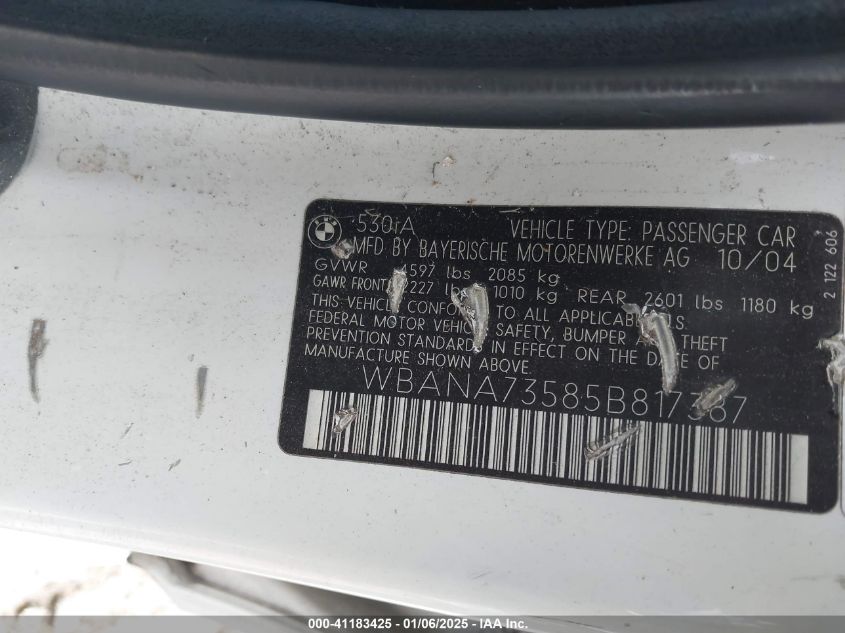 BMW
530iA VEHICLE TYPE: PASSENGER CAR
MFD BY BAYERISCHE MOTORENWERKE AG 10/04
GVWR 4597 lbs 2085 kg
GAWR FRONT 2227 lbs 1010 kg REAR 2601 lbs 1180 kg
THIS VEHICLE CONFORMS TO ALL APPLICABLE U.S.
FEDERAL MOTOR VEHICLE SAFETY, BUMPER AND THEFT
PREVENTION STANDARDS IN EFFECT ON THE DATE OF
MANUFACTURE SHOWN ABOVE.
WBANA73585B817387
2 122 606
000-41183425 - 01/06/2025 - © IAA Inc.